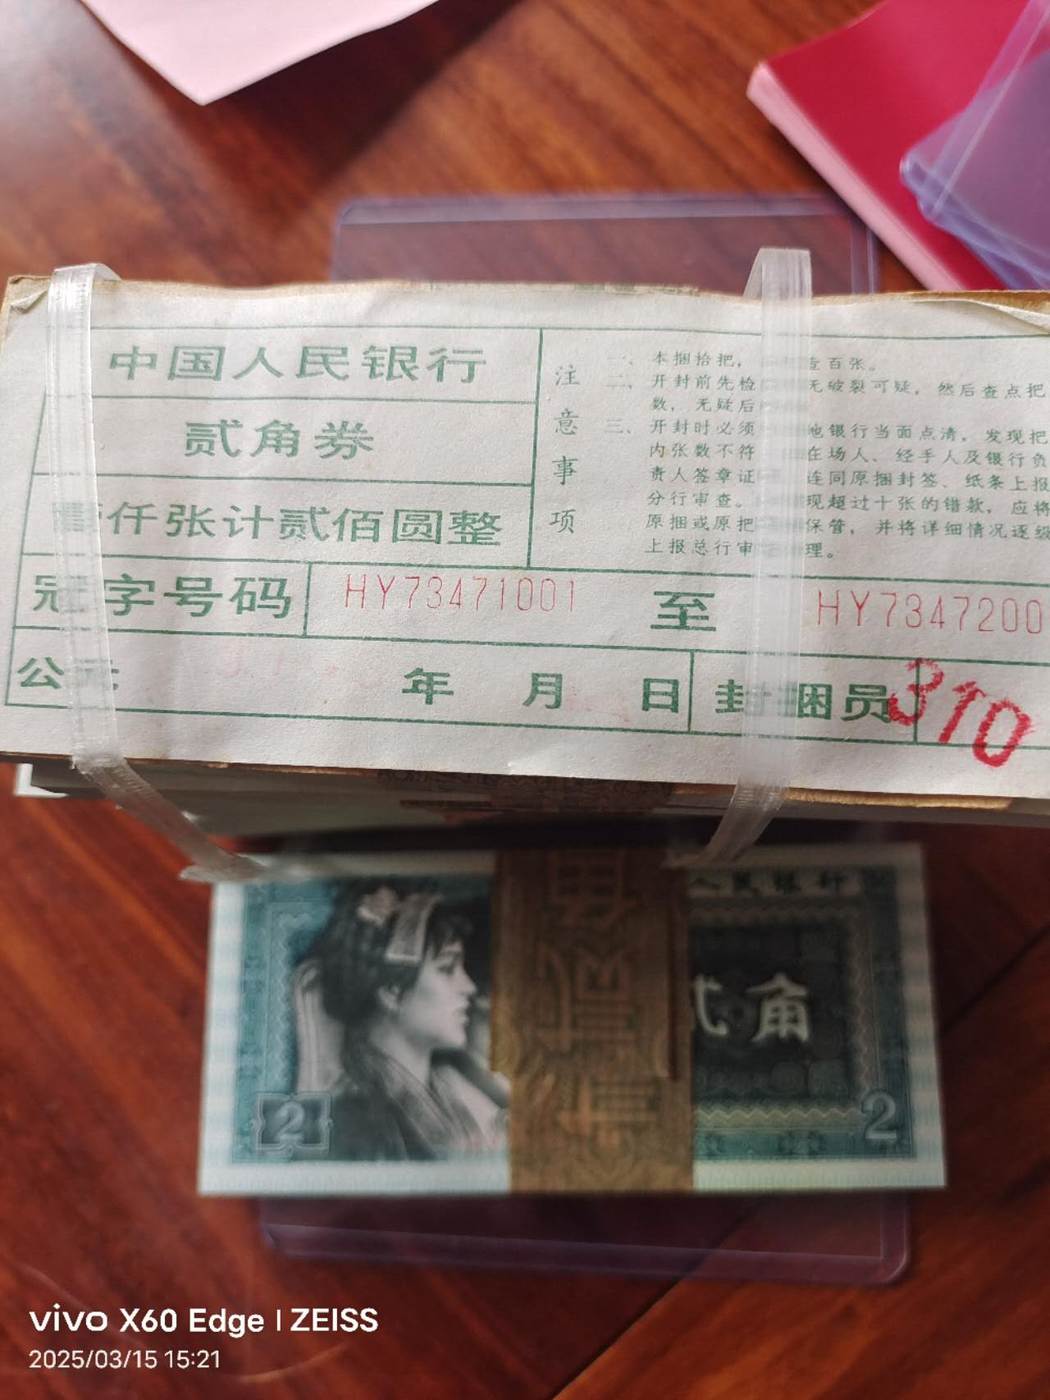 中国人民银行
贰角券
壹仟张计贰佰圆整
冠字号码 HY73471001 至 HY7347200
公元 年 月 日 封捆员 310
注意事项
一、本捆拾把， 查百张。
二、开封前先检 无破裂可疑，然后查点把
数，无疑后
三、开封时必须 地银行当面点清，发现把
内张数不符 在场人、经手人及银行负
责人签章证 连同原捆封签、纸条上报
分行审查。 现超过十张的错款，应将
原捆或原把 保管，并将详细情况逐级
上报总行审 理。
人民银行
贰角
贰角
2
2
vivo X60 Edge | ZEISS
2025/03/15 15:21